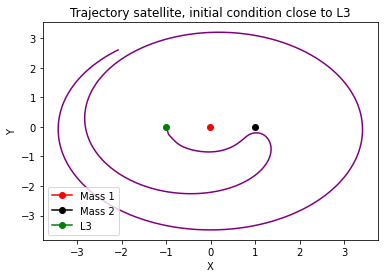 Trajectory satellite, initial condition close to L3
3
2
1
0
−1
−2
−3
Y
Mass 1
Mass 2
L3
−3
−2
−1
0
1
2
3
X